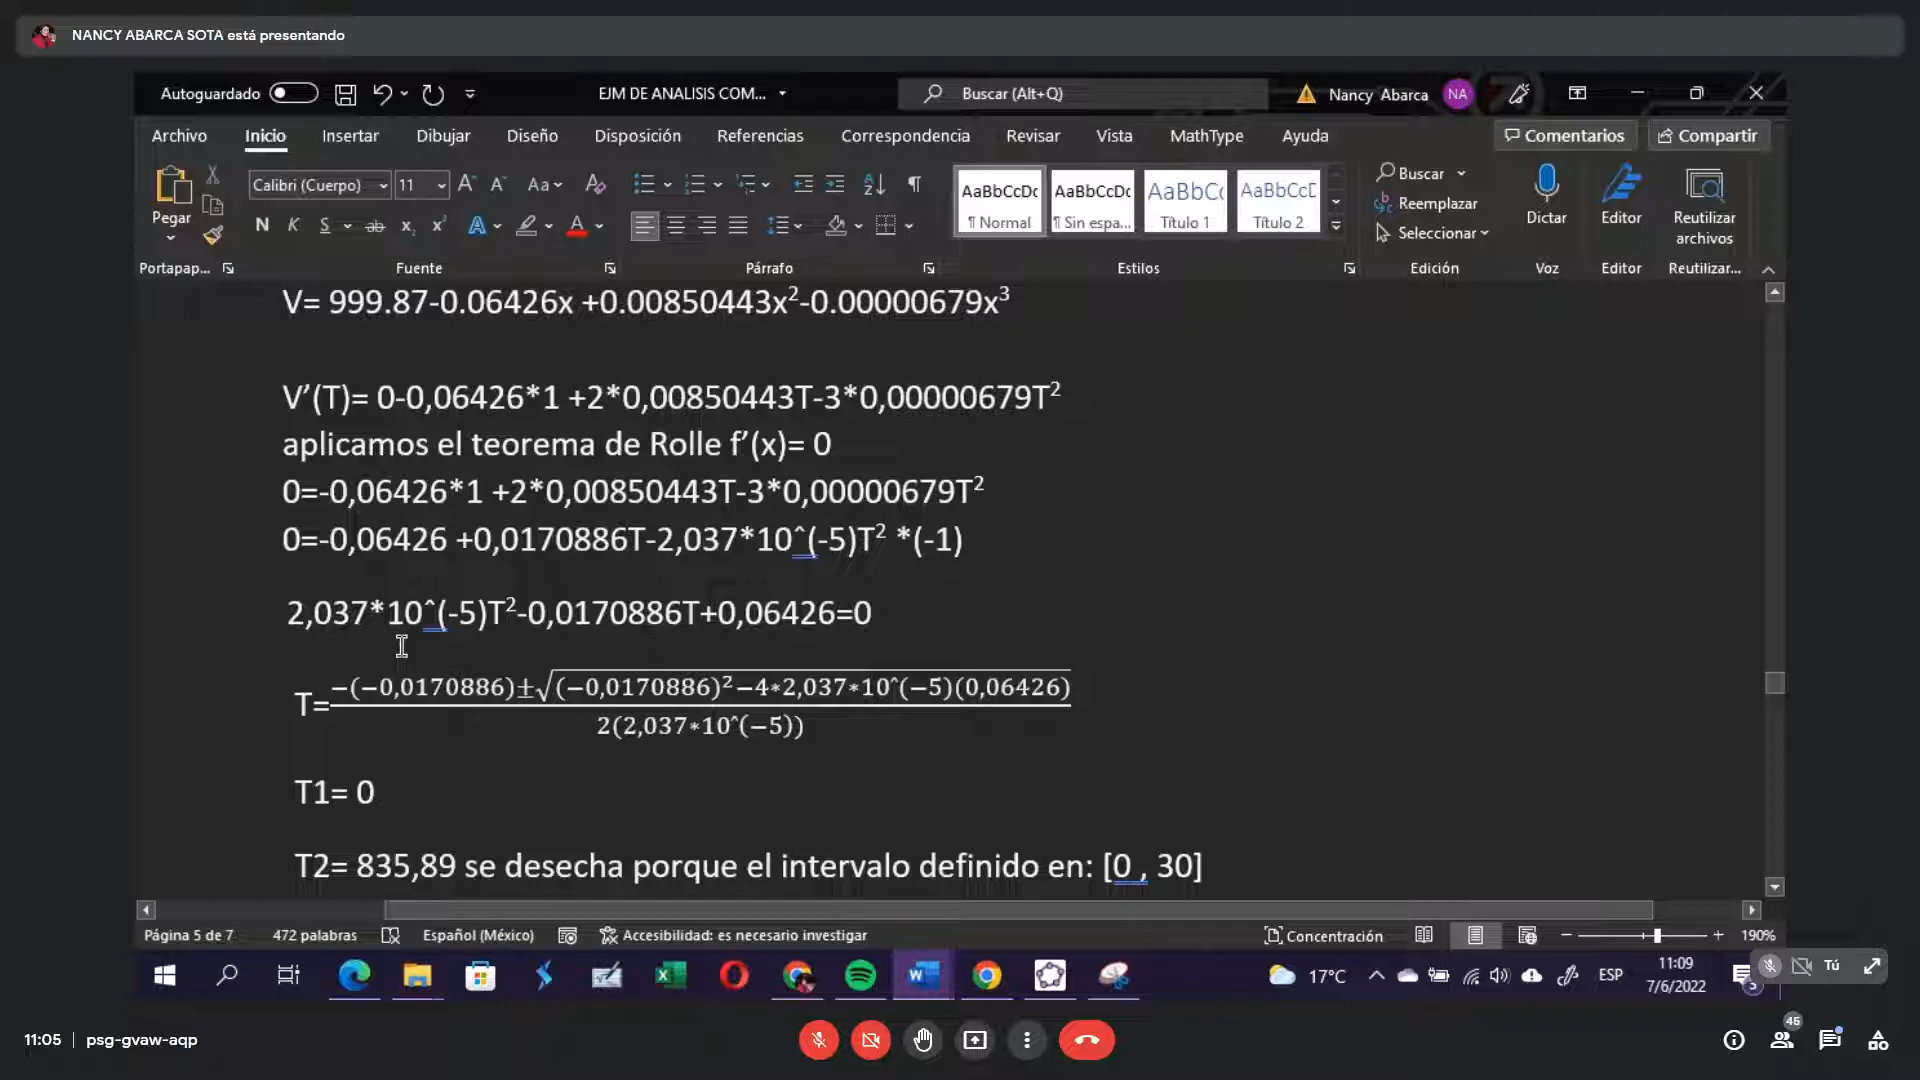 NANCY ABARCA SOTA está presentando
Autoguardado
EJM DE ANALISIS COM...
Buscar (Alt+Q)
Nancy Abarca
NA
Archivo
Inicio
Insertar
Dibujar
Diseño
Disposición
Referencias
Correspondencia
Revisar
Vista
MathType
Ayuda
Comentarios
Compartir
Pegar
Calibri (Cuerpo)
11
Aa
N K S ab x₂ x²
AaBbCcDc
¶ Normal
AaBbCcDc
¶ Sin espa...
AaBbCc
Título 1
AaBbCcD
Título 2
Buscar
Reemplazar
Seleccionar
Dictar
Editor
Reutilizar
archivos
Portapap...
Fuente
Párrafo
Estilos
Edición
Voz
Editor
Reutilizar...
V= 999.87-0.06426x +0.00850443x²-0.00000679x³
V’(T)= 0-0,06426*1 +2*0,00850443T-3*0,00000679T²
aplicamos el teorema de Rolle f’(x)= 0
0=-0,06426*1 +2*0,00850443T-3*0,00000679T²
0=-0,06426 +0,0170886T-2,037*10^(-5)T² *(-1)
2,037*10^(-5)T²-0,0170886T+0,06426=0
T= −(−0,0170886)±√(−0,0170886)²−4∗2,037∗10^(−5)(0,06426)
2(2,037∗10^(−5))
T1= 0
T2= 835,89 se desecha porque el intervalo definido en: [0 , 30]
Página 5 de 7
472 palabras
Español (México)
Accesibilidad: es necesario investigar
Concentración
190%
17°C
ESP
11:09
7/6/2022
5
Tú
11:05 | psg-gvaw-aqp
45